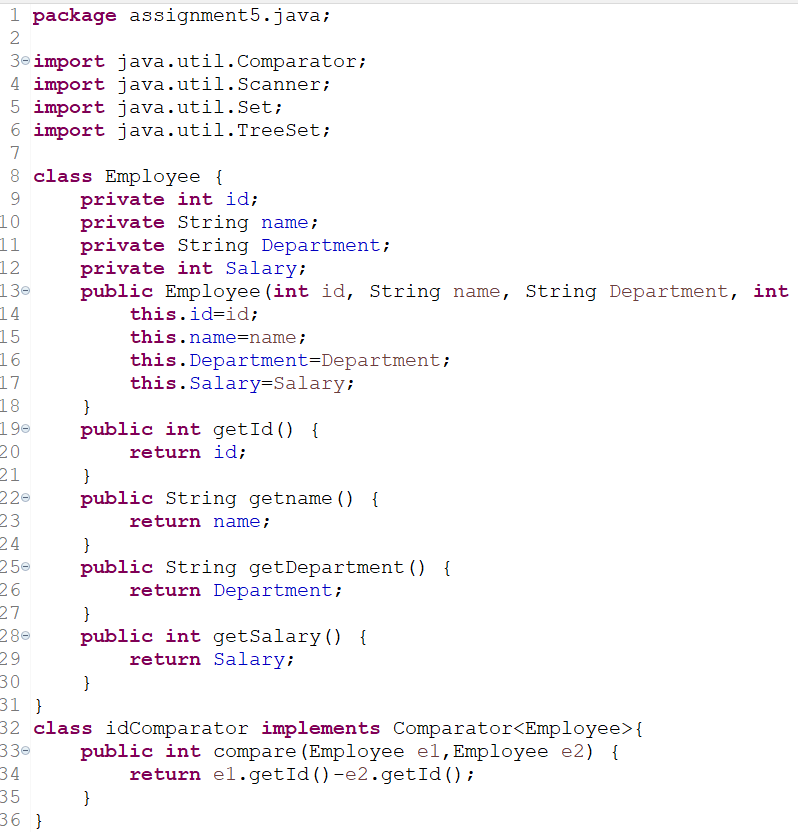 1 package assignment5.java;
2
3 import java.util.Comparator;
4 import java.util.Scanner;
5 import java.util.Set;
6 import java.util.TreeSet;
7
8 class Employee {
9     private int id;
10     private String name;
11     private String Department;
12     private int Salary;
13     public Employee(int id, String name, String Department, int
14         this.id=id;
15         this.name=name;
16         this.Department=Department;
17         this.Salary=Salary;
18     }
19     public int getId() {
20         return id;
21     }
22     public String getname() {
23         return name;
24     }
25     public String getDepartment() {
26         return Department;
27     }
28     public int getSalary() {
29         return Salary;
30     }
31 }
32 class idComparator implements Comparator<Employee>{
33     public int compare(Employee e1,Employee e2) {
34         return e1.getId()-e2.getId();
35     }
36 }